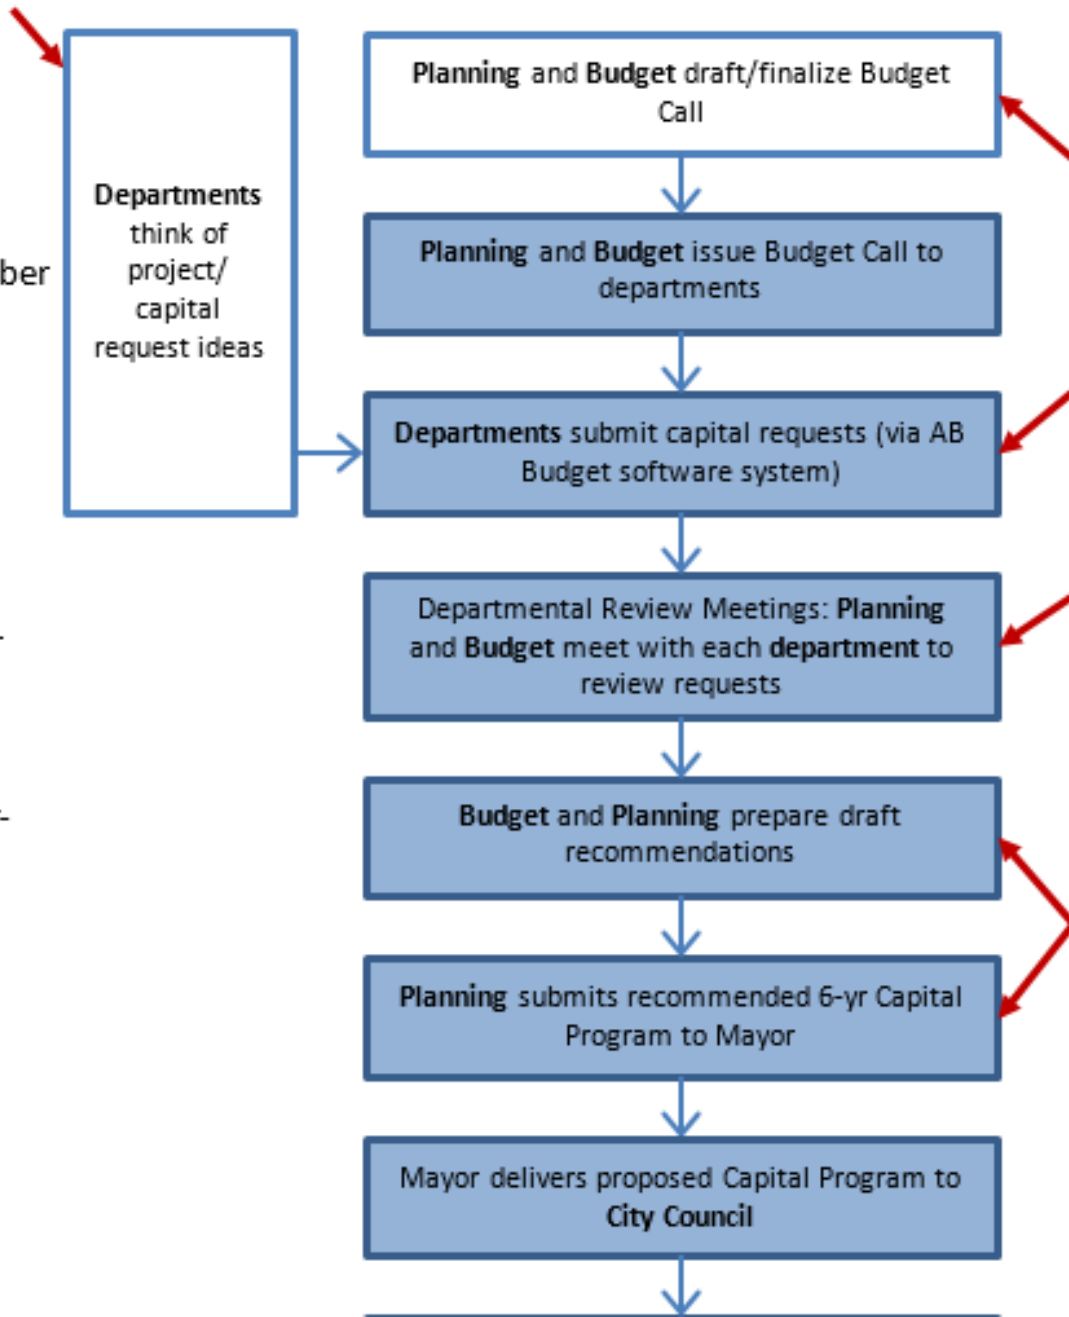 Planning and Budget draft/finalize Budget
Call
Planning and Budget issue Budget Call to
departments
Departments
think of
project/
capital
request ideas
ber
Departments submit capital requests (via AB
Budget software system)
Departmental Review Meetings: Planning
and Budget meet with each department to
review requests
Budget and Planning prepare draft
recommendations
Planning submits recommended 6-yr Capital
Program to Mayor
Mayor delivers proposed Capital Program to
City Council